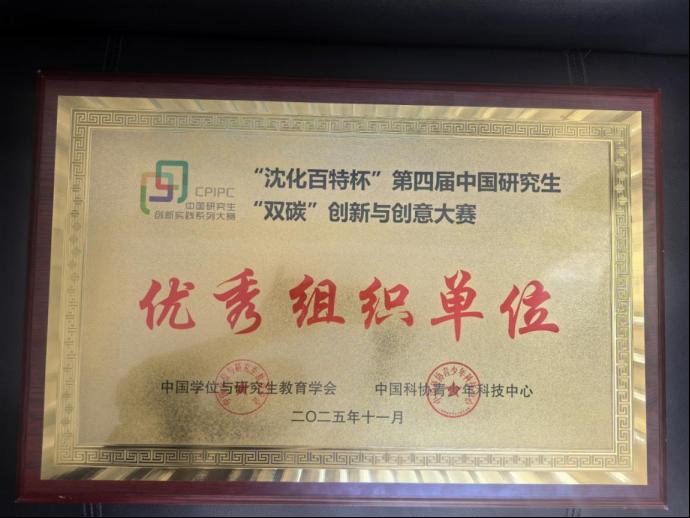 CPIPC
中国研究生
创新实践系列大赛
“沈化百特杯”第四届中国研究生
“双碳”创新与创意大赛
优秀组织单位
中国学位与研究生教育学会 中国科协青少年科技中心
二〇二五年十一月